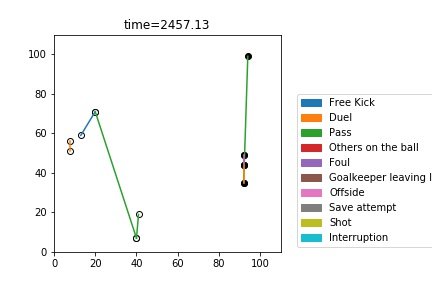 time=2457.13
100
80
60
40
20
0
0 20 40 60 80 100
Free Kick
Duel
Pass
Others on the ball
Foul
Goalkeeper leaving l
Offside
Save attempt
Shot
Interruption